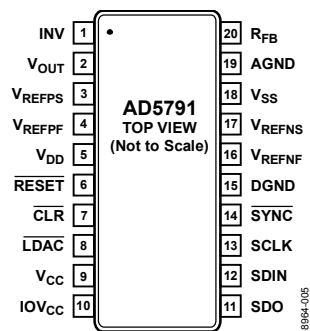 INV 1
VOUT 2
VREFPS 3
VREFPF 4
VDD 5
RESET 6
CLR 7
LDAC 8
VCC 9
IOVCC 10
AD5791
TOP VIEW
(Not to Scale)
20 RFB
19 AGND
18 VSS
17 VREFNS
16 VREFNF
15 DGND
14 SYNC
13 SCLK
12 SDIN
11 SDO
8964-005